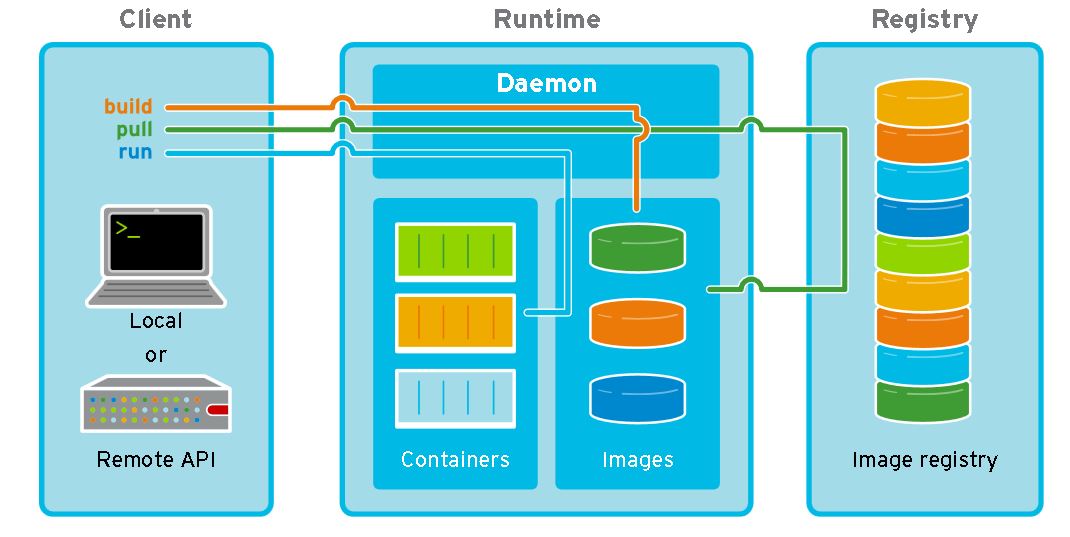 Client
Runtime
Registry
Daemon
build
pull
run
>_
Local
or
Remote API
Containers
Images
Image registry